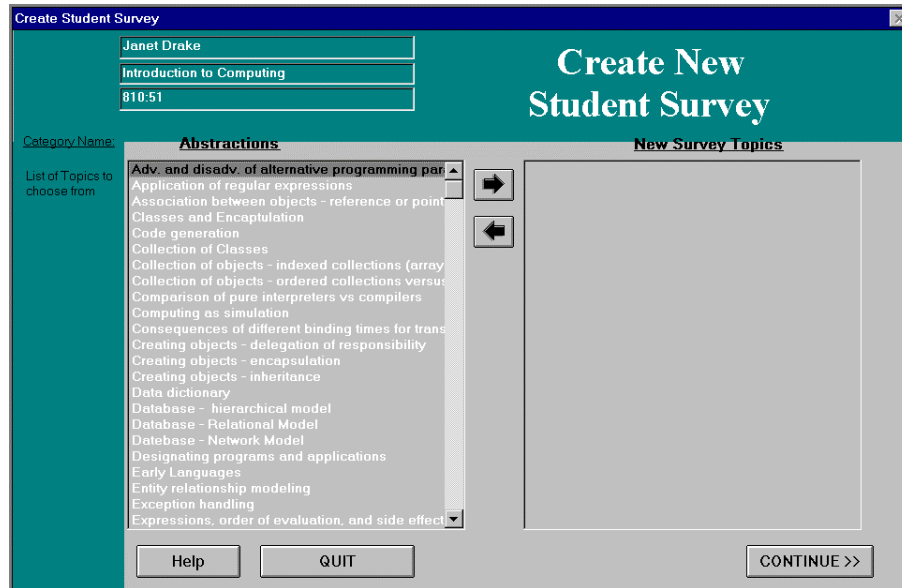 Create Student Survey
Janet Drake
Introduction to Computing
810:51
Create New
Student Survey
Category Name:
Abstractions
New Survey Topics
List of Topics to
choose from
Adv. and disadv. of alternative programming par
Application of regular expressions
Association between objects - reference or point
Classes and Encaptulation
Code generation
Collection of Classes
Collection of objects - indexed collections (array
Collection of objects - ordered collections versus
Comparison of pure interpreters vs compilers
Computing as simulation
Consequences of different binding times for trans
Creating objects - delegation of responsibility
Creating objects - encapsulation
Creating objects - inheritance
Data dictionary
Database - hierarchical model
Database - Relational Model
Datebase - Network Model
Designating programs and applications
Early Languages
Entity relationship modeling
Exception handling
Expressions, order of evaluation, and side effect
Help
QUIT
CONTINUE >>